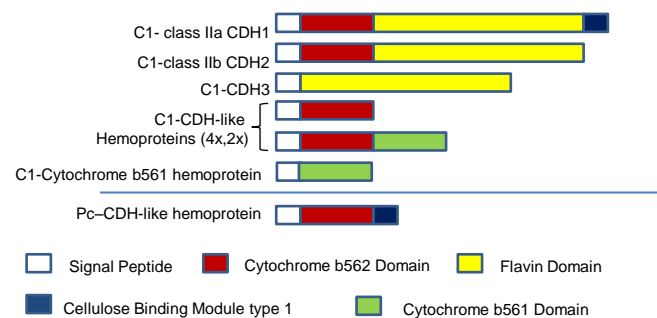 C1- class IIa CDH1
C1-class IIb CDH2
C1-CDH3
C1-CDH-like
Hemoproteins (4x,2x)
C1-Cytochrome b561 hemoprotein
Pc–CDH-like hemoprotein
Signal Peptide
Cytochrome b562 Domain
Flavin Domain
Cellulose Binding Module type 1
Cytochrome b561 Domain